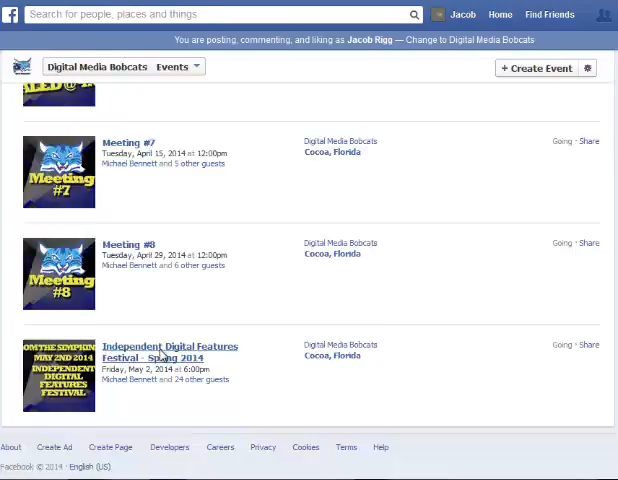 Search for people, places and things
Jacob Home Find Friends
You are posting, commenting, and liking as Jacob Rigg — Change to Digital Media Bobcats
Digital Media Bobcats Events
+ Create Event
Meeting #7
Tuesday, April 15, 2014 at 12:00pm
Michael Bennett and 5 other guests
Digital Media Bobcats
Cocoa, Florida
Going · Share
Meeting
#7
Meeting #8
Tuesday, April 29, 2014 at 12:00pm
Michael Bennett and 6 other guests
Digital Media Bobcats
Cocoa, Florida
Going · Share
Meeting
#8
Independent Digital Features
Festival - Spring 2014
Friday, May 2, 2014 at 6:00pm
Michael Bennett and 24 other guests
Digital Media Bobcats
Cocoa, Florida
Going · Share
OM THE SIMPKIN
MAY 2ND 2014
INDEPENDENT
DIGITAL
FEATURES
FESTIVAL
About Create Ad Create Page Developers Careers Privacy Cookies Terms Help
Facebook © 2014 · English (US)